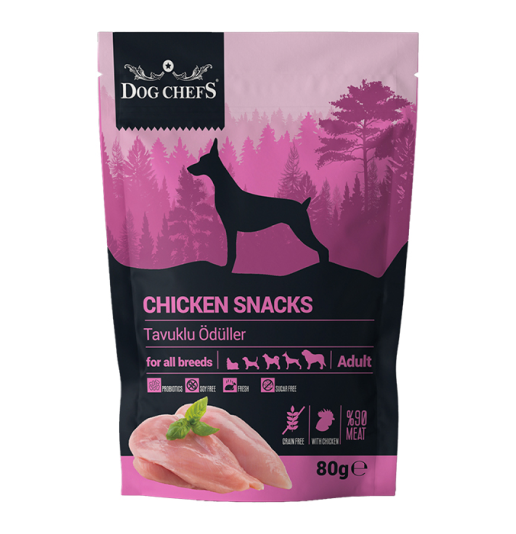 DOG CHEFS®
CHICKEN SNACKS
Tavuklu Ödüller
for all breeds
Adult
PROBIOTICS
SOY FREE
FRESH
SUGAR FREE
GRAIN FREE
WITH CHICKEN
%90
MEAT
80g℮